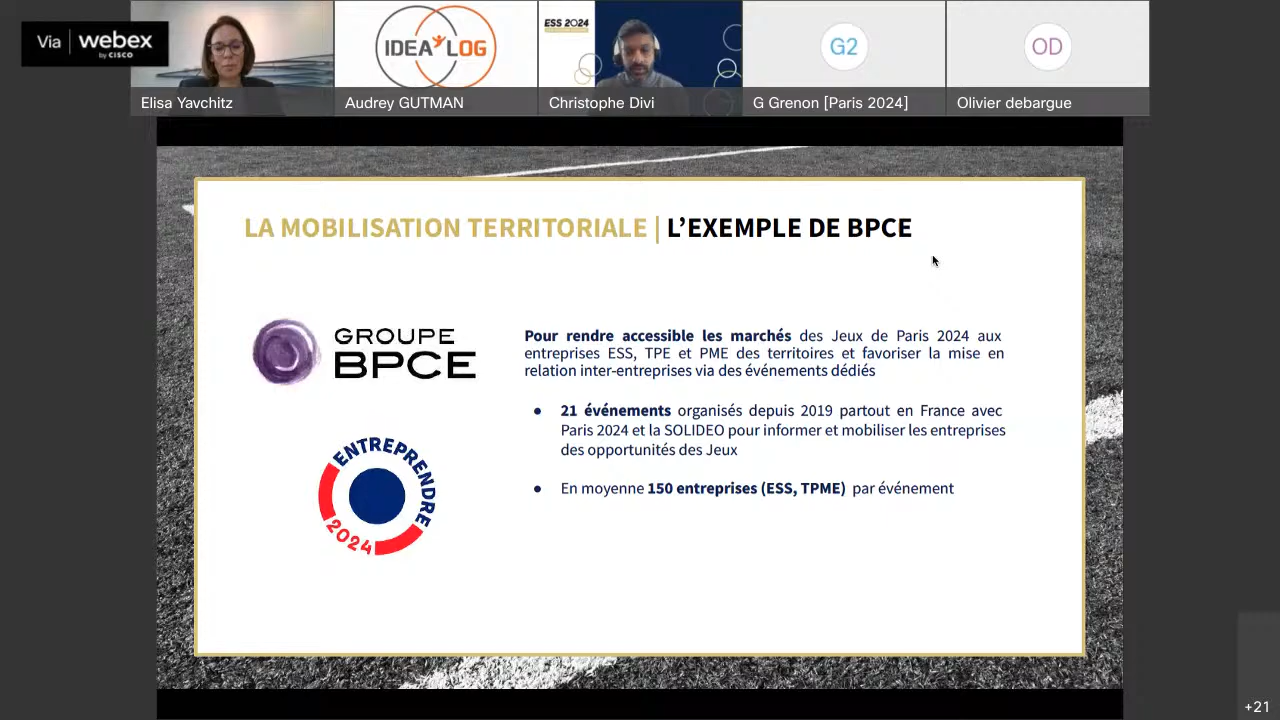 Via webex
by CISCO
IDEA LOG
ESS 2024
G2
OD
Elisa Yavchitz
Audrey GUTMAN
Christophe Divi
G Grenon [Paris 2024]
Olivier debargue
LA MOBILISATION TERRITORIALE | L’EXEMPLE DE BPCE
GROUPE
BPCE
ENTREPRENDRE
2024
Pour rendre accessible les marchés des Jeux de Paris 2024 aux
entreprises ESS, TPE et PME des territoires et favoriser la mise en
relation inter-entreprises via des événements dédiés
● 21 événements organisés depuis 2019 partout en France avec
Paris 2024 et la SOLIDEO pour informer et mobiliser les entreprises
des opportunités des Jeux
● En moyenne 150 entreprises (ESS, TPME) par événement
+21